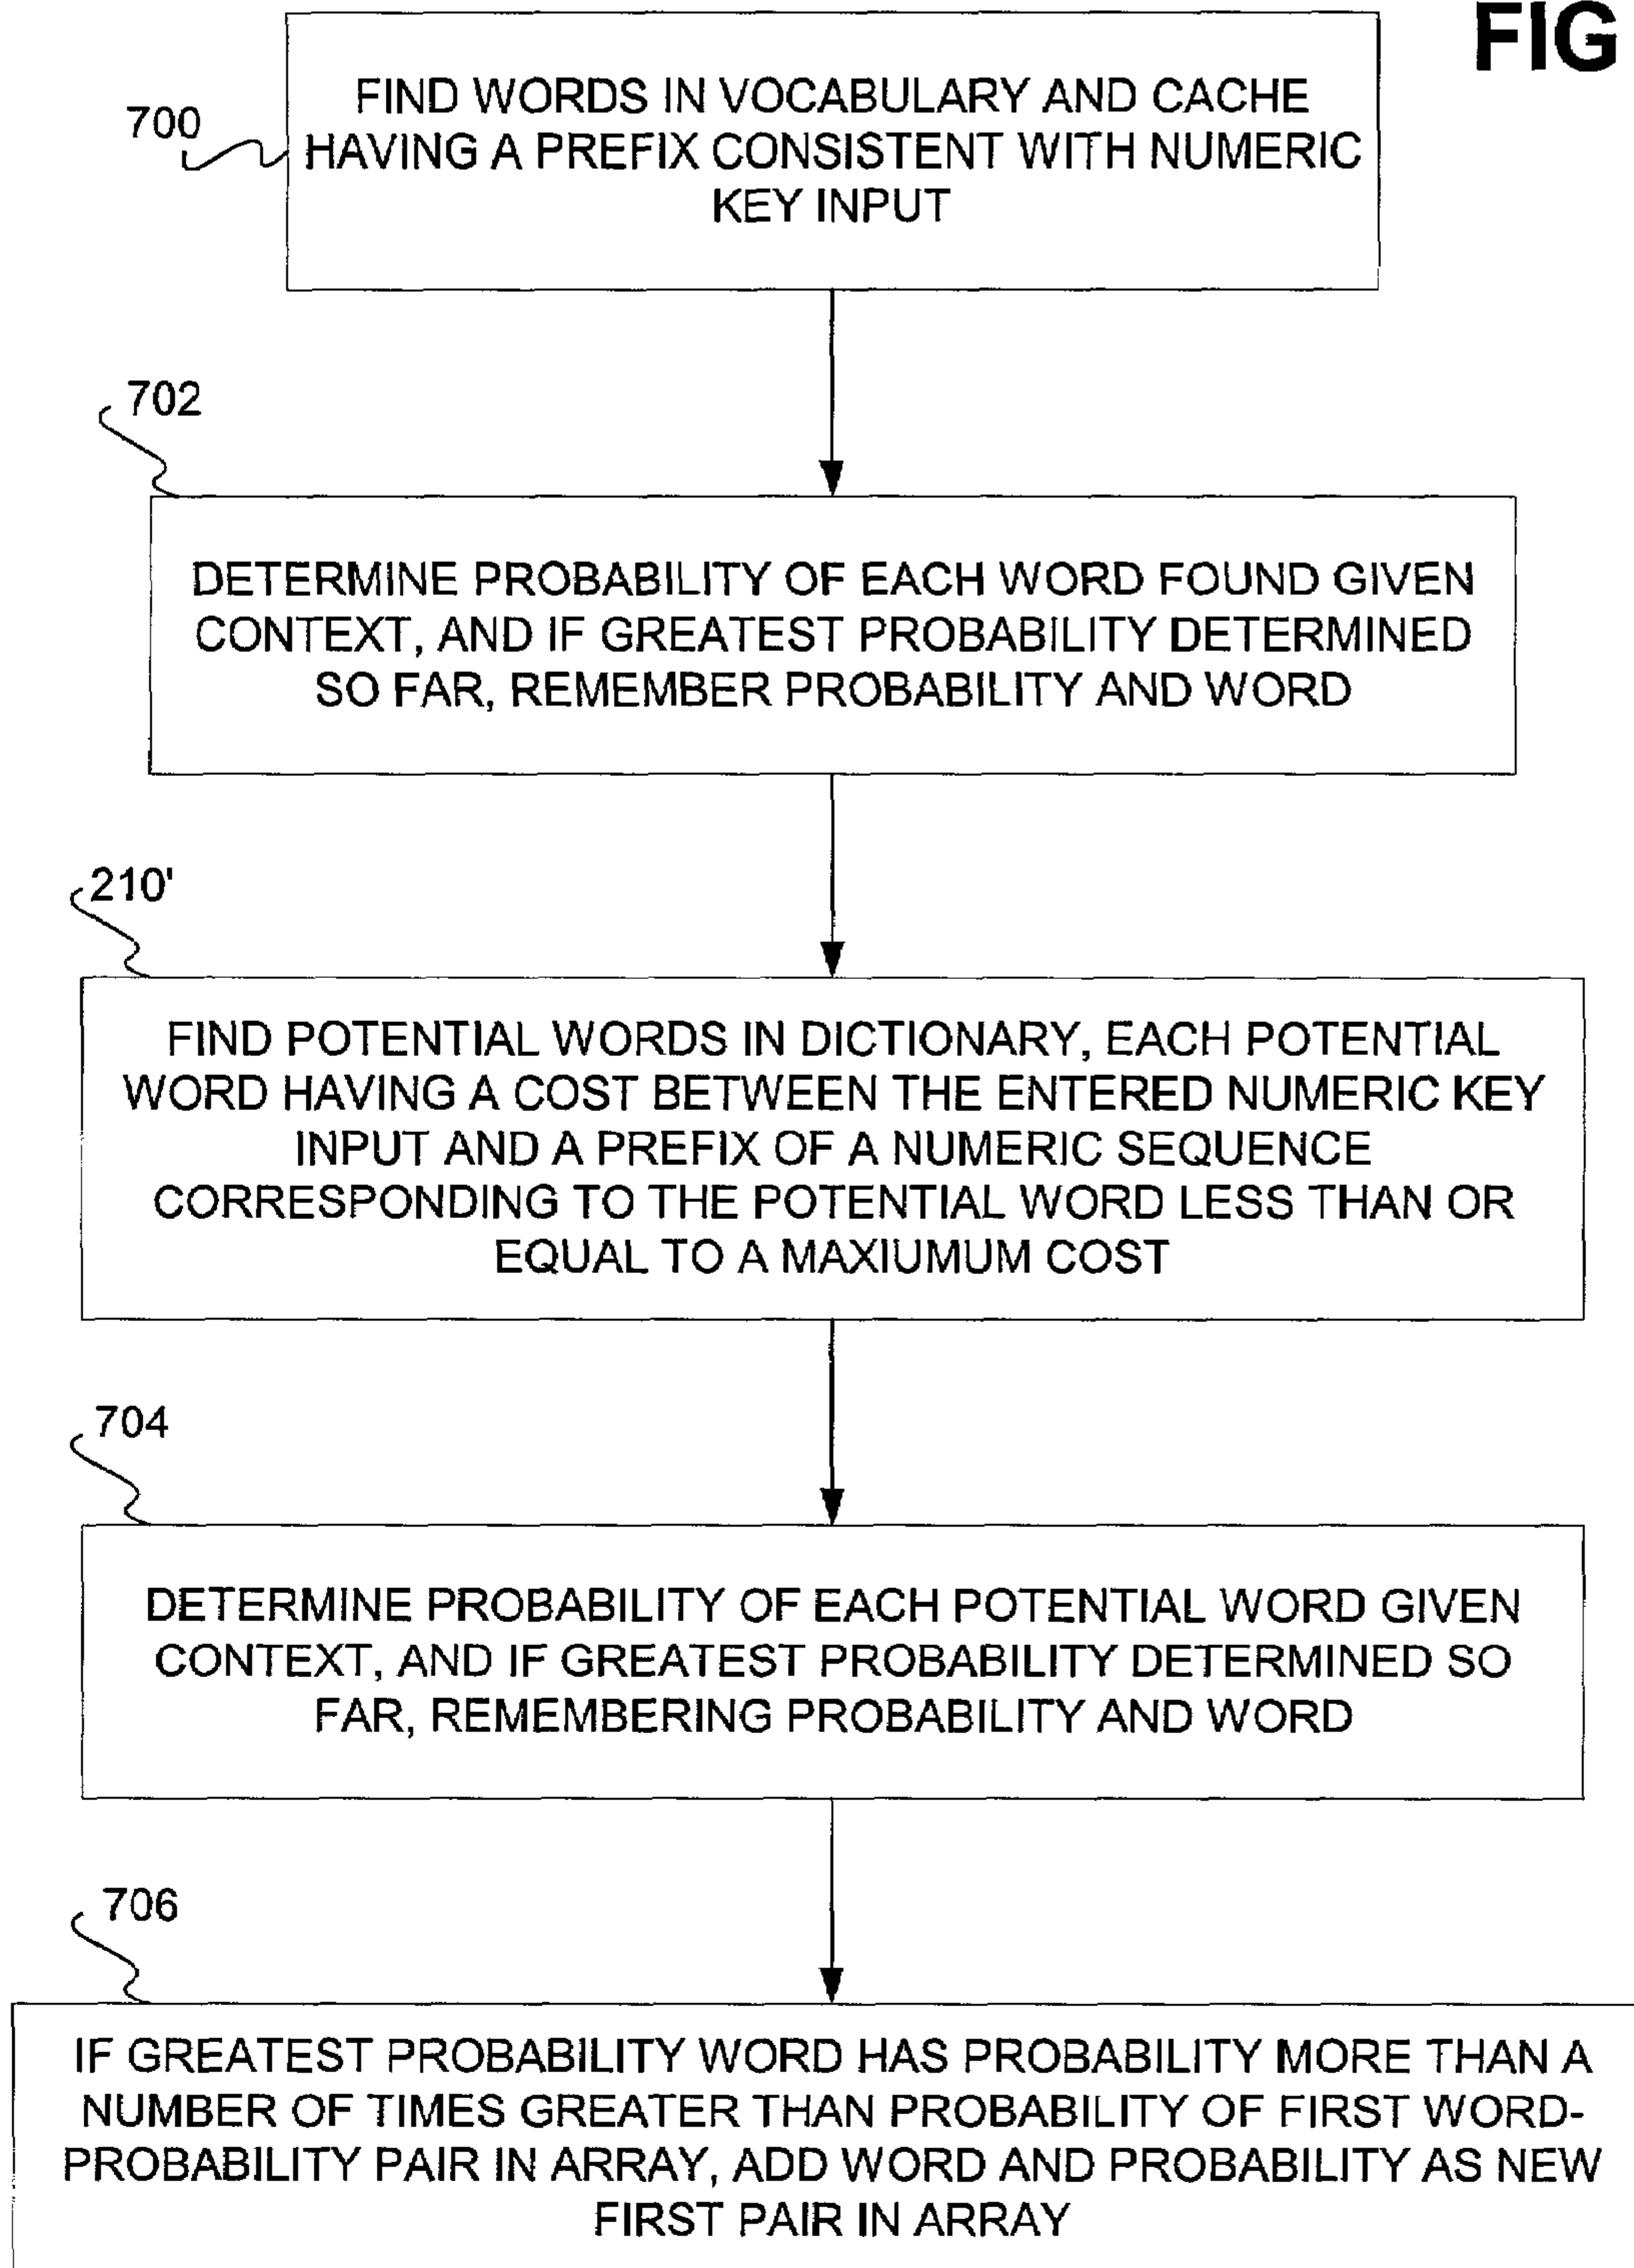 FIG
700
FIND WORDS IN VOCABULARY AND CACHE
HAVING A PREFIX CONSISTENT WITH NUMERIC
KEY INPUT
702
DETERMINE PROBABILITY OF EACH WORD FOUND GIVEN
CONTEXT, AND IF GREATEST PROBABILITY DETERMINED
SO FAR, REMEMBER PROBABILITY AND WORD
210'
FIND POTENTIAL WORDS IN DICTIONARY, EACH POTENTIAL
WORD HAVING A COST BETWEEN THE ENTERED NUMERIC KEY
INPUT AND A PREFIX OF A NUMERIC SEQUENCE
CORRESPONDING TO THE POTENTIAL WORD LESS THAN OR
EQUAL TO A MAXIUMUM COST
704
DETERMINE PROBABILITY OF EACH POTENTIAL WORD GIVEN
CONTEXT, AND IF GREATEST PROBABILITY DETERMINED SO
FAR, REMEMBERING PROBABILITY AND WORD
706
IF GREATEST PROBABILITY WORD HAS PROBABILITY MORE THAN A
NUMBER OF TIMES GREATER THAN PROBABILITY OF FIRST WORD-
PROBABILITY PAIR IN ARRAY, ADD WORD AND PROBABILITY AS NEW
FIRST PAIR IN ARRAY